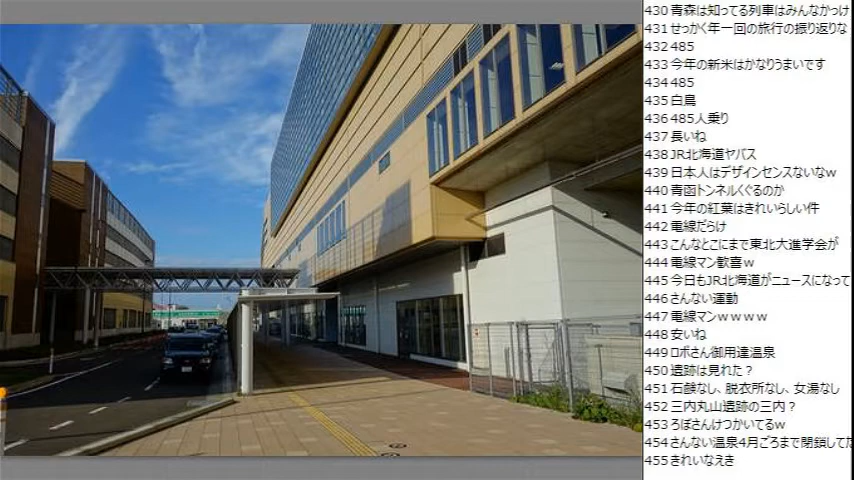 430 青森は知ってる列車はみんなかっけ
431 せっかく年一回の旅行の振り返りな
432 485
433 今年の新米はかなりうまいです
434 485
435 白鳥
436 485人乗り
437 長いね
438 JR北海道ヤバス
439 日本人はデザインセンスないなw
440 青函トンネルくぐるのか
441 今年の紅葉はきれいらしい件
442 電線だらけ
443 こんなとこにまで東北大進学会が
444 電線マン歓喜w
445 今日もJR北海道がニュースになって
446 さんない運動
447 電線マンwwww
448 安いね
449 ロボさん御用達温泉
450 遺跡は見れた？
451 石鹸なし、脱衣所なし、女湯なし
452 三内丸山遺跡の三内？
453 ろぼさんけつかいてるw
454 さんない温泉4月ごろまで閉鎖してた
455 きれいなえき